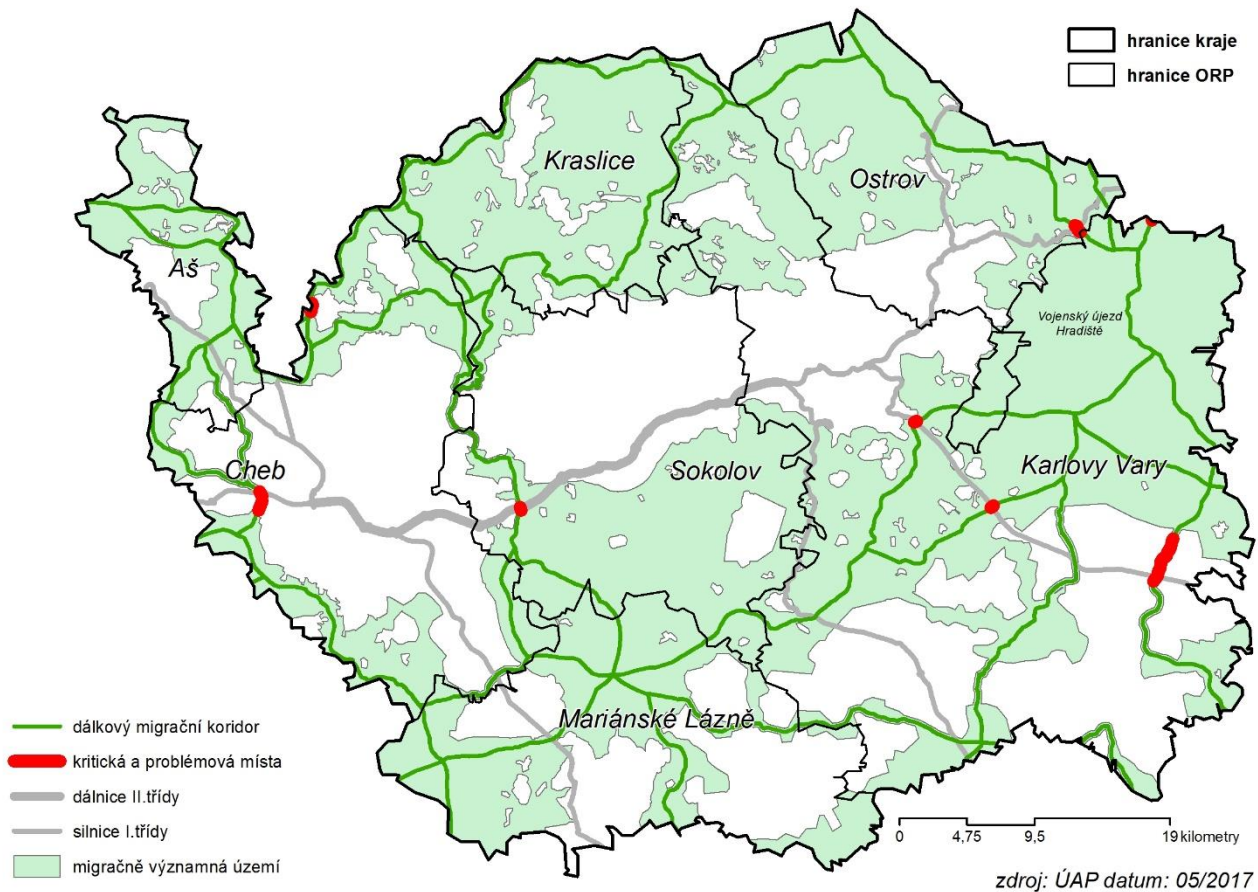 hranice kraje
hranice ORP
Kraslice
Ostrov
Aš
Vojenský újezd
Hradiště
Cheb
Sokolov
Karlovy Vary
Mariánské Lázně
dálkový migrační koridor
kritická a problémová místa
dálnice II.třídy
silnice I.třídy
migračně významná území
0 4,75 9,5 19 kilometry
zdroj: ÚAP datum: 05/2017